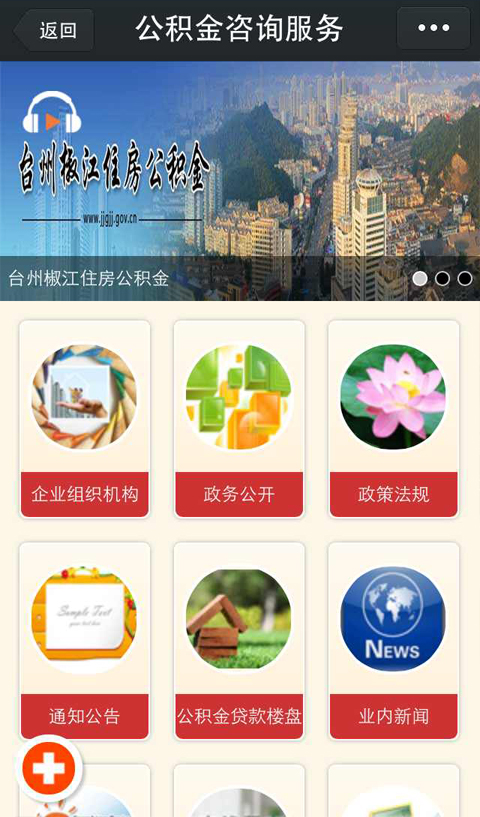 返回
公积金咨询服务
台州椒江住房公积金
www.jjgjj.gov.cn
台州椒江住房公积金
企业组织机构
政务公开
政策法规
Sample Text
your text here
NEWS
通知公告
公积金贷款楼盘
业内新闻